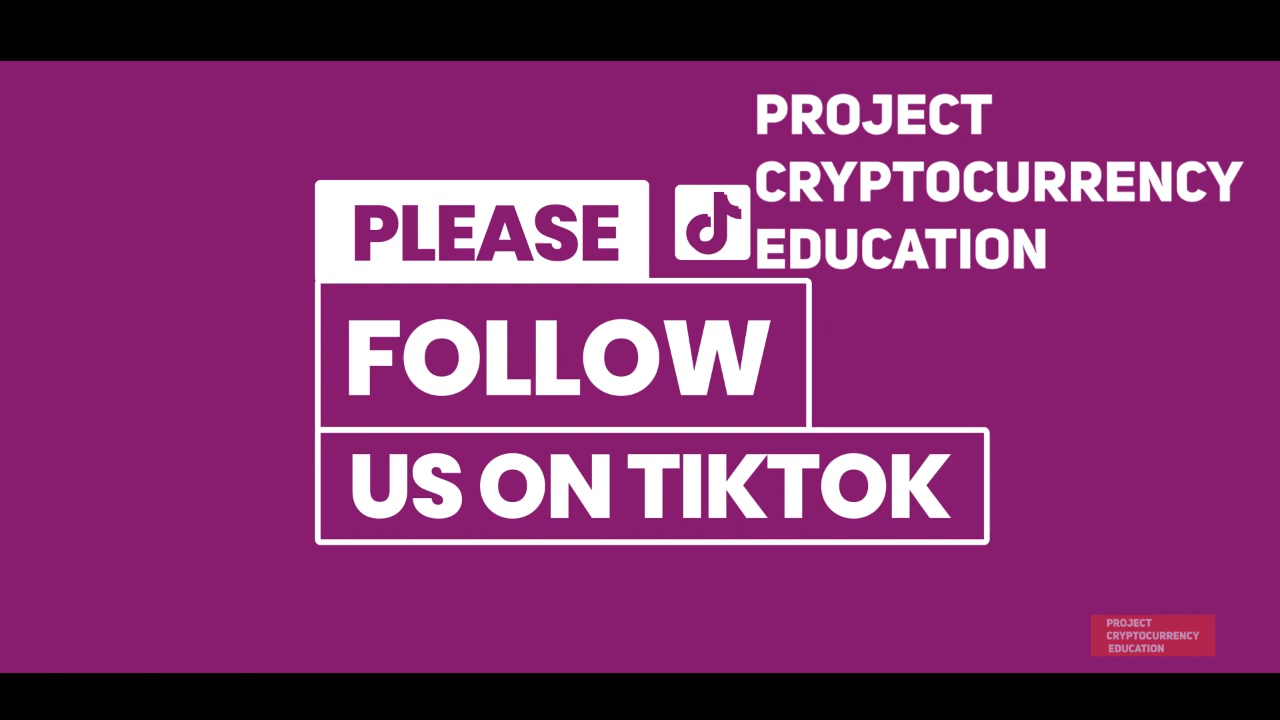 PROJECT
CRYPTOCURRENCY
EDUCATION
PLEASE
FOLLOW
US ON TIKTOK
PROJECT
CRYPTOCURRENCY
EDUCATION